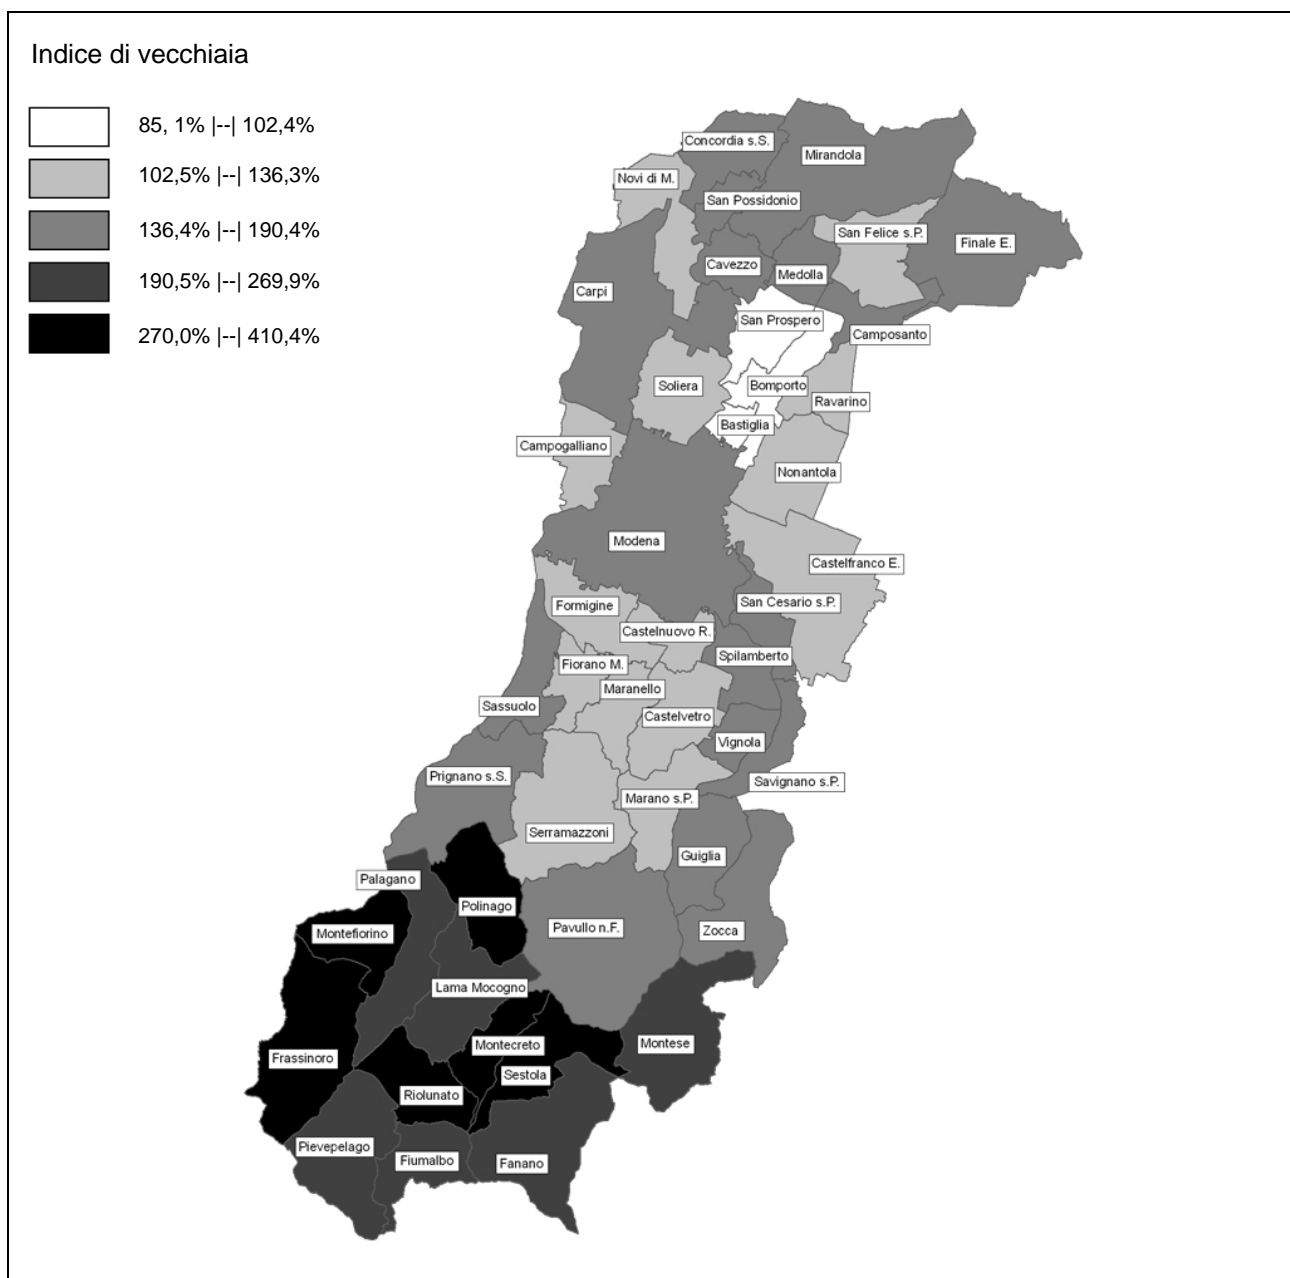 Indice di vecchiaia
85, 1% |--| 102,4%
102,5% |--| 136,3%
136,4% |--| 190,4%
190,5% |--| 269,9%
270,0% |--| 410,4%
Concordia s.S.
Mirandola
Novi di M.
San Possidonio
San Felice s.P.
Finale E.
Cavezzo
Medolla
Carpi
San Prospero
Camposanto
Soliera
Bomporto
Ravarino
Bastiglia
Campogalliano
Nonantola
Modena
Castelfranco E.
San Cesario s.P.
Formigine
Castelnuovo R.
Spilamberto
Fiorano M.
Maranello
Sassuolo
Castelvetro
Vignola
Prignano s.S.
Savignano s.P.
Marano s.P.
Serramazzoni
Guiglia
Palagano
Polinago
Pavullo n.F.
Zocca
Montefiorino
Lama Mocogno
Montecreto
Montese
Frassinoro
Sestola
Riolunato
Pievepelago
Fiumalbo
Fanano